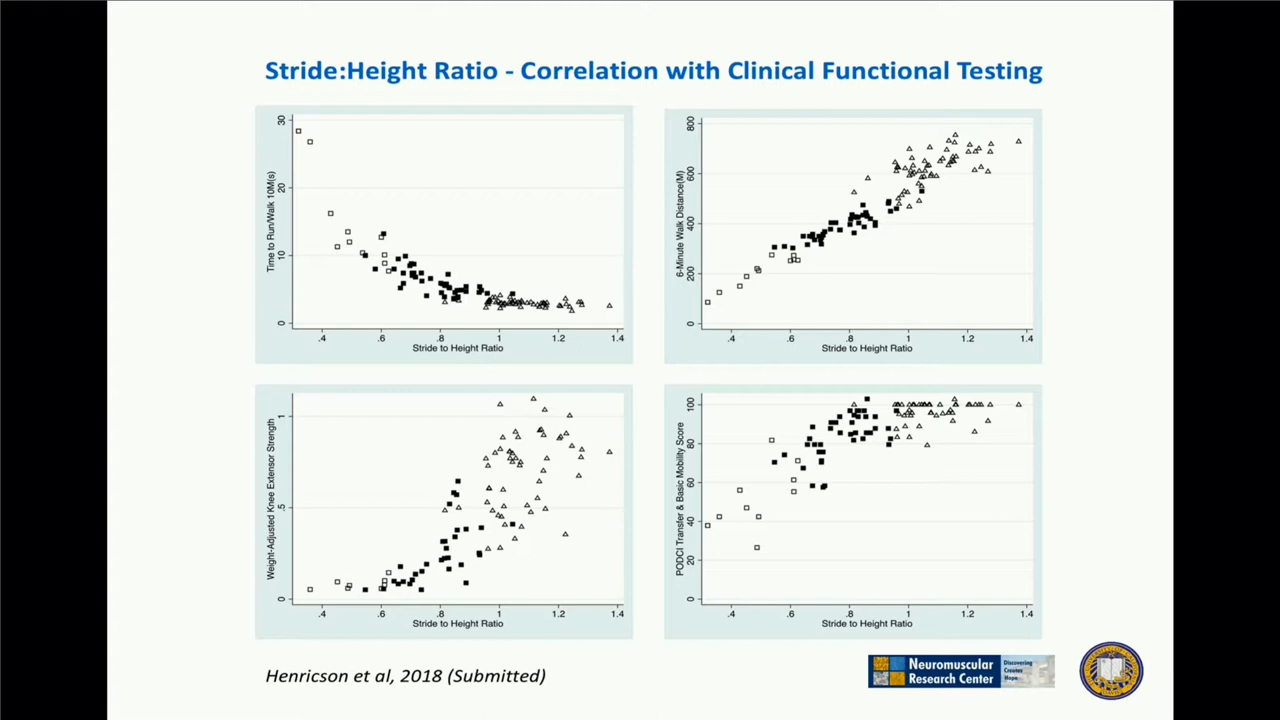 Stride:Height Ratio - Correlation with Clinical Functional Testing
Time to Run/Walk 10M(s)
30
20
10
0
.4 .6 .8 1 1.2 1.4
Stride to Height Ratio
6-Minute Walk Distance(M)
800
600
400
200
0
.4 .6 .8 1 1.2 1.4
Stride to Height Ratio
Weight-Adjusted Knee Extensor Strength
1
.5
0
.4 .6 .8 1 1.2 1.4
Stride to Height Ratio
PODCI Transfer & Basic Mobility Score
100
80
60
40
20
0
.4 .6 .8 1 1.2 1.4
Stride to Height Ratio
Henricson et al, 2018 (Submitted)
Neuromuscular
Research Center
Discovering
Creates
Hope